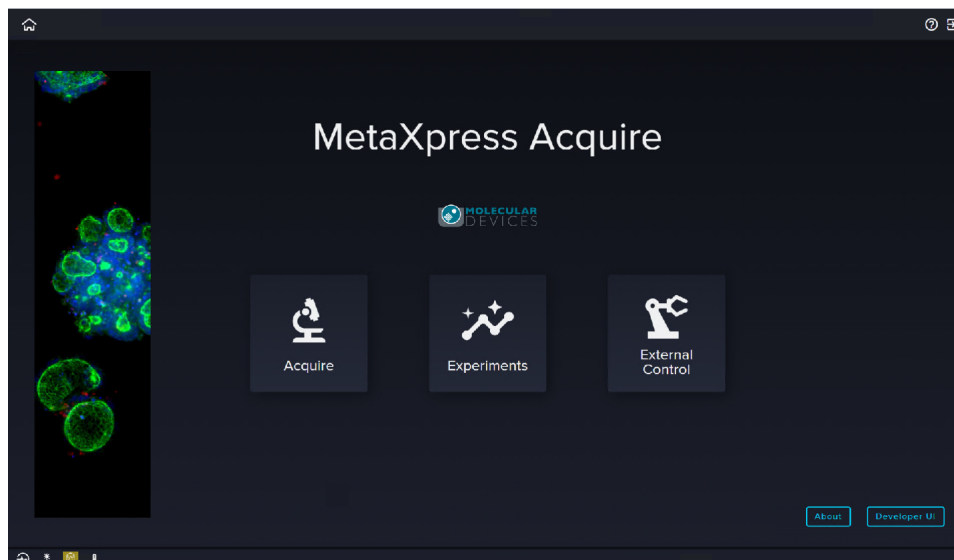 MetaXpress Acquire
MOLECULAR
DEVICES
Acquire
Experiments
External
Control
About
Developer UI